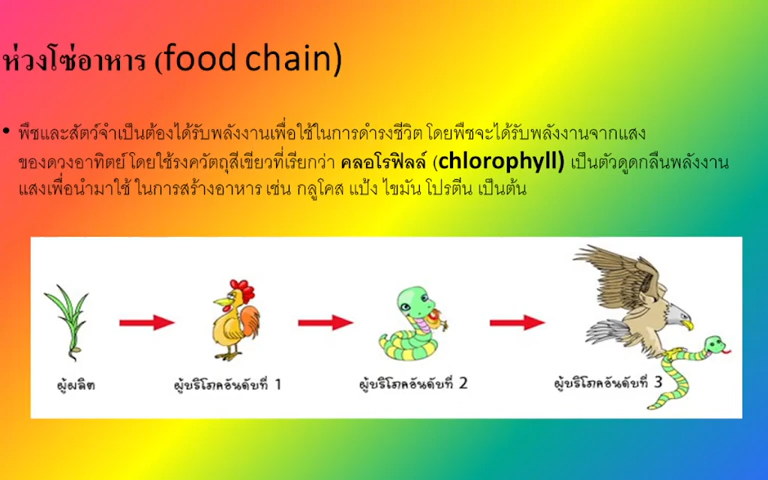 ห่วงโซ่อาหาร (food chain)
• พืชและสัตว์จำเป็นต้องได้รับพลังงานเพื่อใช้ในการดำรงชีวิต โดยพืชจะได้รับพลังงานจากแสง
ของดวงอาทิตย์ โดยใช้รงควัตถุสีเขียวที่เรียกว่า คลอโรฟิลล์ (chlorophyll) เป็นตัวดูดกลืนพลังงาน
แสงเพื่อนำมาใช้ ในการสร้างอาหาร เช่น กลูโคส แป้ง ไขมัน โปรตีน เป็นต้น
ผู้ผลิต ผู้บริโภคอันดับที่ 1 ผู้บริโภคอันดับที่ 2 ผู้บริโภคอันดับที่ 3